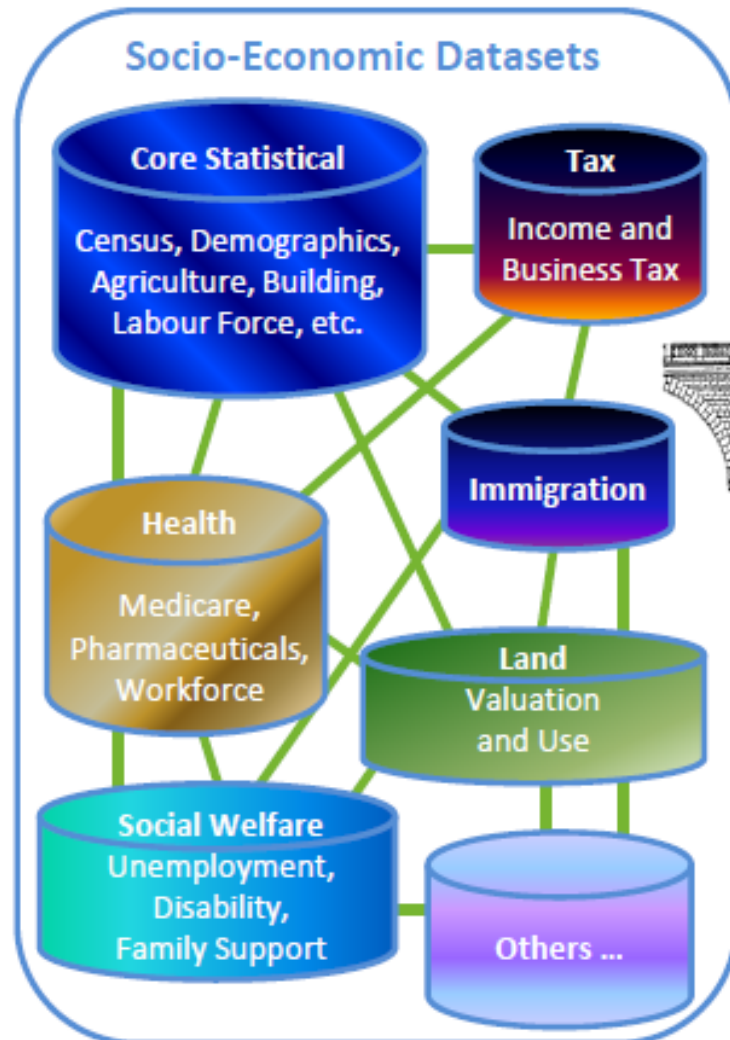 Socio-Economic Datasets
Core Statistical
Census, Demographics,
Agriculture, Building,
Labour Force, etc.
Tax
Income and
Business Tax
Immigration
Health
Medicare,
Pharmaceuticals,
Workforce
Land
Valuation
and Use
Social Welfare
Unemployment,
Disability,
Family Support
Others ...